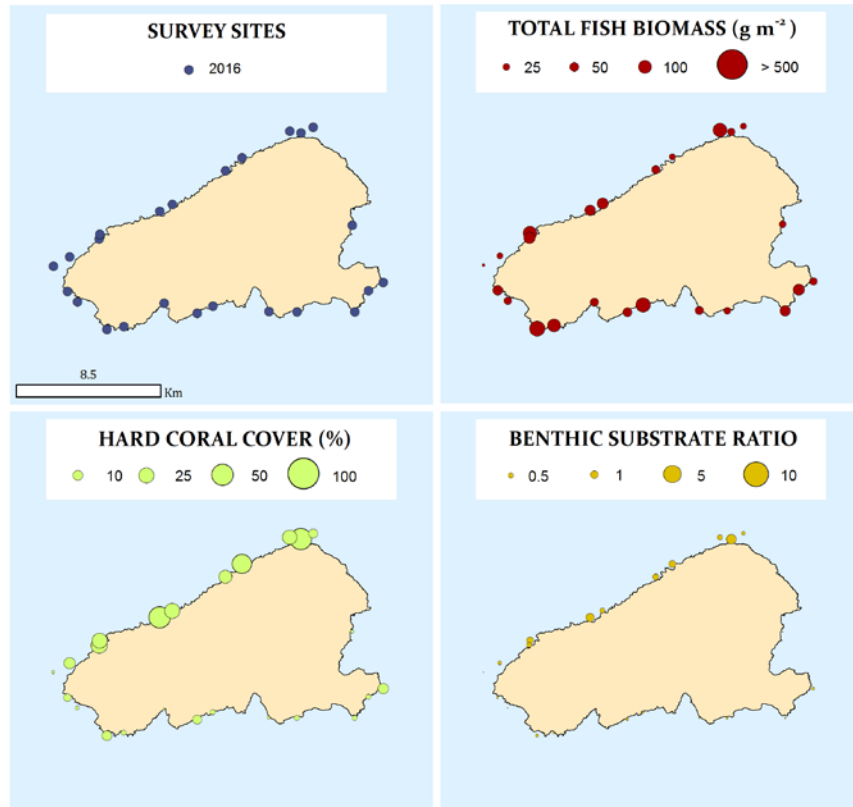 SURVEY SITES
2016
8.5
Km
TOTAL FISH BIOMASS (g m⁻²)
25 50 100 > 500
HARD CORAL COVER (%)
10 25 50 100
BENTHIC SUBSTRATE RATIO
0.5 1 5 10